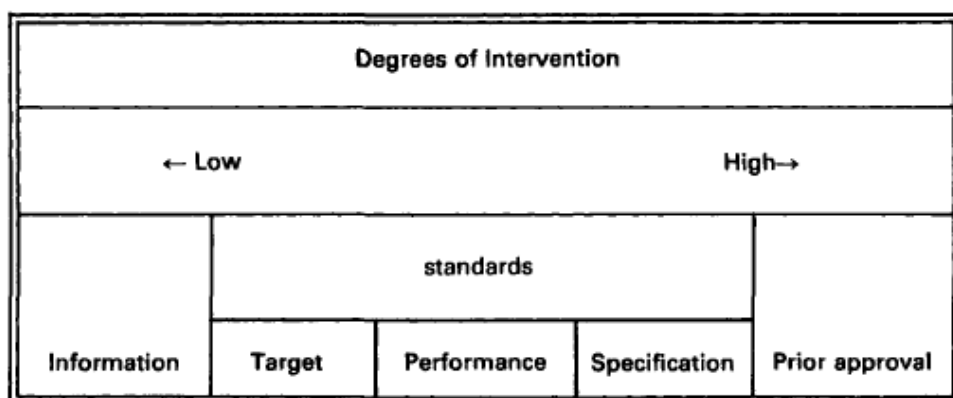 Degrees of Intervention
← Low High→
standards
Information Target Performance Specification Prior approval